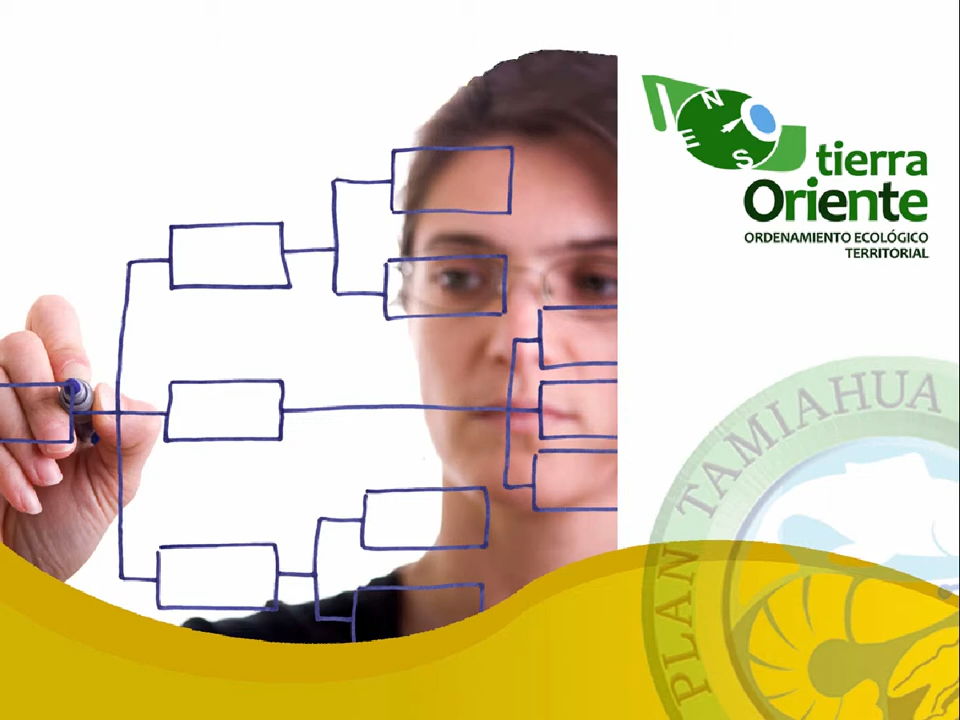 N
E
S
tierra
Oriente
ORDENAMIENTO ECOLÓGICO
TERRITORIAL
PLAN TAMIAHUA